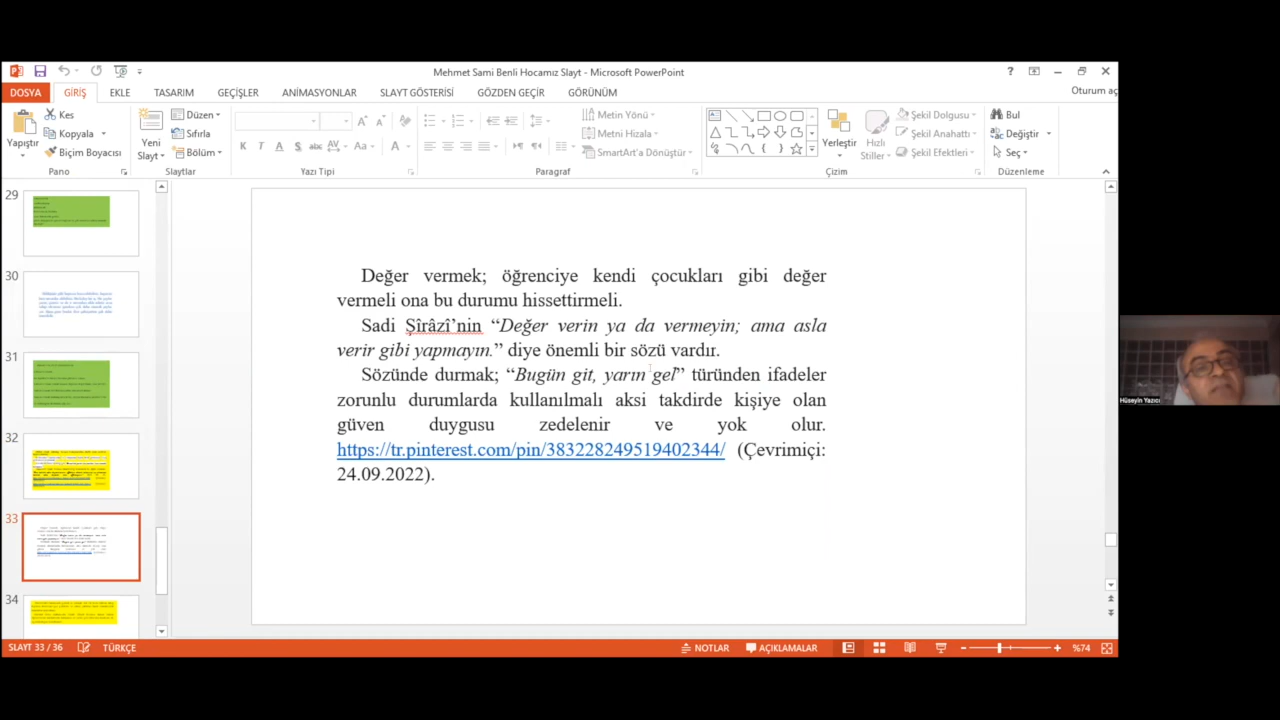 Mehmet Sami Benli Hocamız Slayt - Microsoft PowerPoint
DOSYA GİRİŞ EKLE TASARIM GEÇİŞLER ANİMASYONLAR SLAYT GÖSTERİSİ GÖZDEN GEÇİR GÖRÜNÜM Oturum aç
Yapıştır
Kes
Kopyala
Biçim Boyacısı
Pano
Yeni
Slayt
Düzen
Sıfırla
Bölüm
Slaytlar
Yazı Tipi
Metin Yönü
Metni Hizala
SmartArt'a Dönüştür
Paragraf
Yerleştir
Hızlı
Stiller
Şekil Dolgusu
Şekil Anahattı
Şekil Efektleri
Çizim
Bul
Değiştir
Seç
Düzenleme
29
30
31
32
33
34
Değer vermek; öğrenciye kendi çocukları gibi değer
vermeli ona bu durumu hissettirmeli.
Sadi Şîrâzî’nin “Değer verin ya da vermeyin; ama asla
verir gibi yapmayın.” diye önemli bir sözü vardır.
Sözünde durmak; “Bugün git, yarın gel” türünden ifadeler
zorunlu durumlarda kullanılmalı aksi takdirde kişiye olan
güven duygusu zedelenir ve yok olur.
https://tr.pinterest.com/pin/383228249519402344/ (Çevrimiçi:
24.09.2022).
Hüseyin Yazıcı
SLAYT 33 / 36 TÜRKÇE NOTLAR AÇIKLAMALAR %74